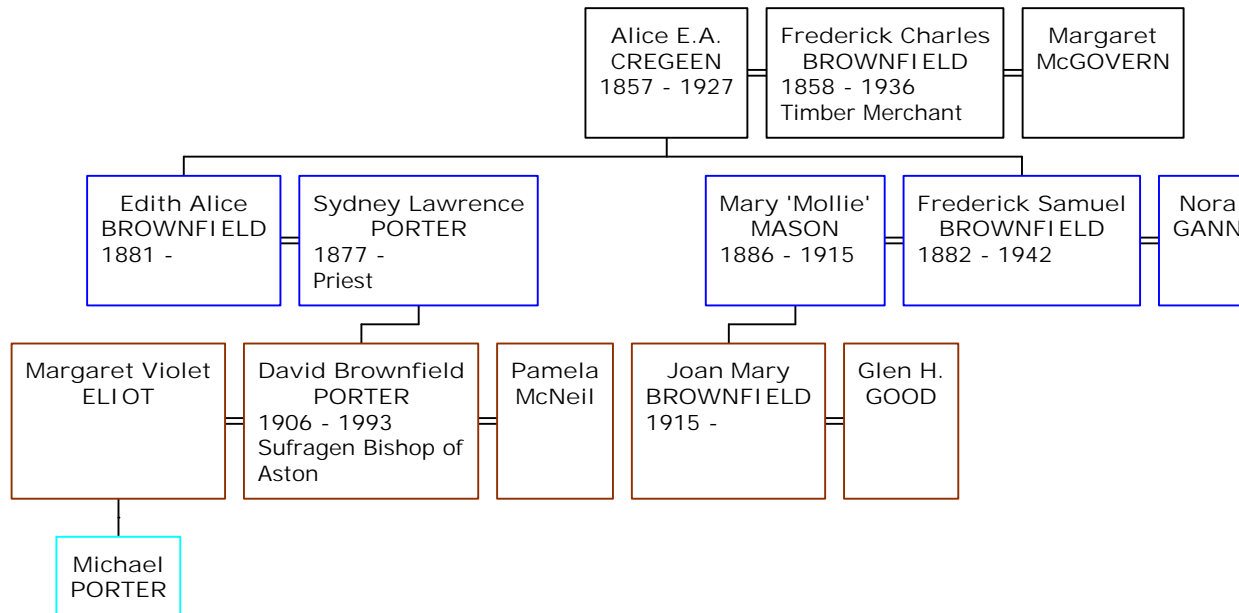 Alice E.A.
CREGEEN
1857 - 1927
Frederick Charles
BROWNFIELD
1858 - 1936
Timber Merchant
Margaret
McGOVERN
Edith Alice
BROWNFIELD
1881 -
Sydney Lawrence
PORTER
1877 -
Priest
Mary 'Mollie'
MASON
1886 - 1915
Frederick Samuel
BROWNFIELD
1882 - 1942
Nora
Margaret Violet
ELIOT
David Brownfield
PORTER
1906 - 1993
Sufragen Bishop of
Aston
Pamela
McNeil
Joan Mary
BROWNFIELD
1915 -
Glen H.
GOOD
Michael
PORTER